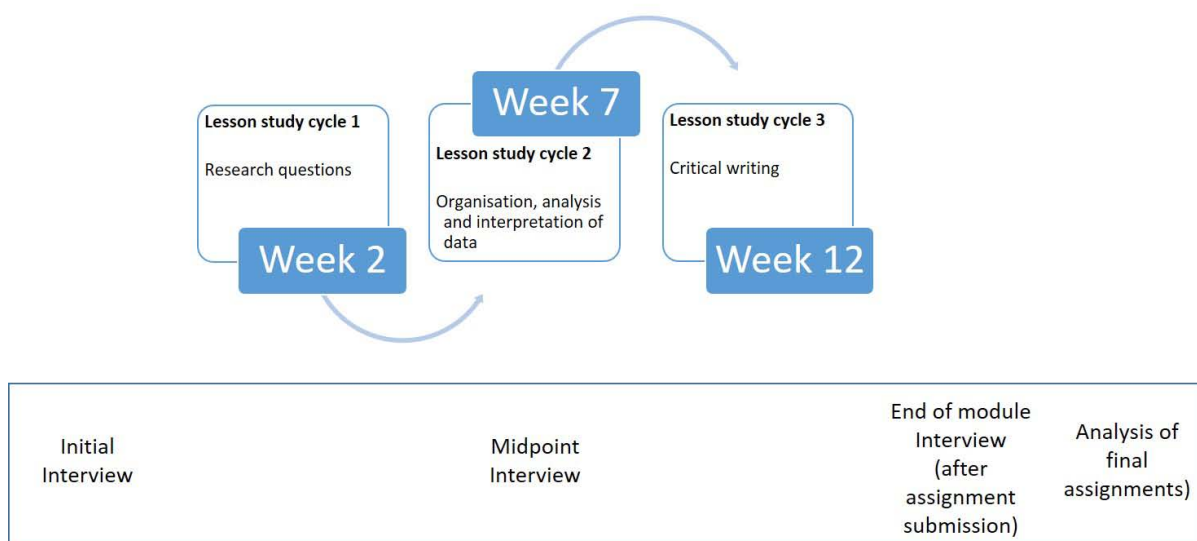 Lesson study cycle 1
Research questions
Week 2
Week 7
Lesson study cycle 2
Organisation, analysis
and interpretation of
data
Lesson study cycle 3
Critical writing
Week 12
Initial
Interview
Midpoint
Interview
End of module
Interview
(after
assignment
submission)
Analysis of
final
assignments)